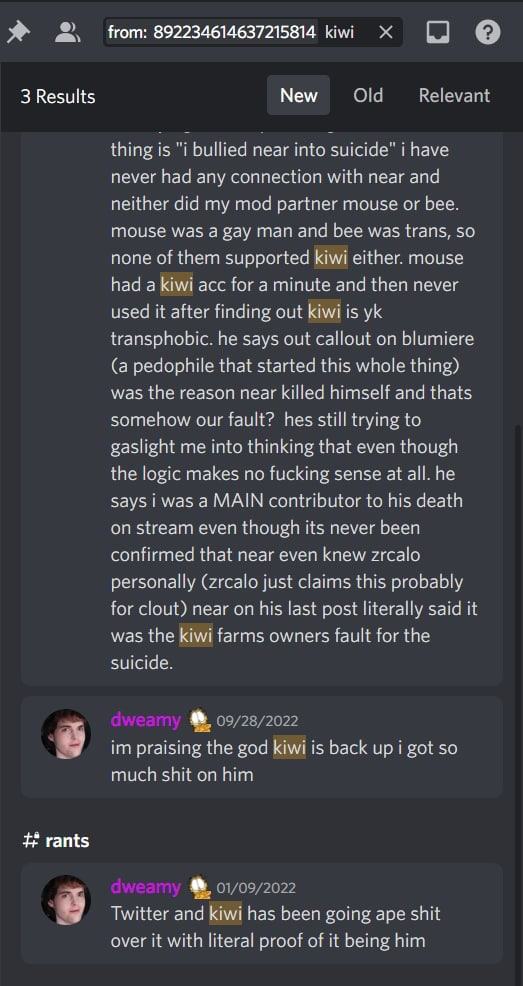 from: 892234614637215814 kiwi
3 Results
New
Old
Relevant
thing is "i bullied near into suicide" i have
never had any connection with near and
neither did my mod partner mouse or bee.
mouse was a gay man and bee was trans, so
none of them supported kiwi either. mouse
had a kiwi acc for a minute and then never
used it after finding out kiwi is yk
transphobic. he says out callout on blumiere
(a pedophile that started this whole thing)
was the reason near killed himself and thats
somehow our fault? hes still trying to
gaslight me into thinking that even though
the logic makes no fucking sense at all. he
says i was a MAIN contributor to his death
on stream even though its never been
confirmed that near even knew zrcalo
personally (zrcalo just claims this probably
for clout) near on his last post literally said it
was the kiwi farms owners fault for the
suicide.
dweamy 09/28/2022
im praising the god kiwi is back up i got so
much shit on him
rants
dweamy 01/09/2022
Twitter and kiwi has been going ape shit
over it with literal proof of it being him